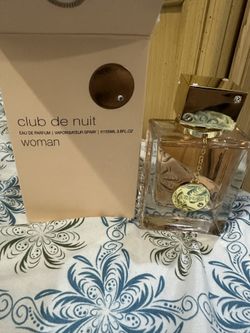 club de nuit
EAU DE PARFUM | VAPORISATEUR SPRAY | ℮105ML 3.6FL.OZ
woman